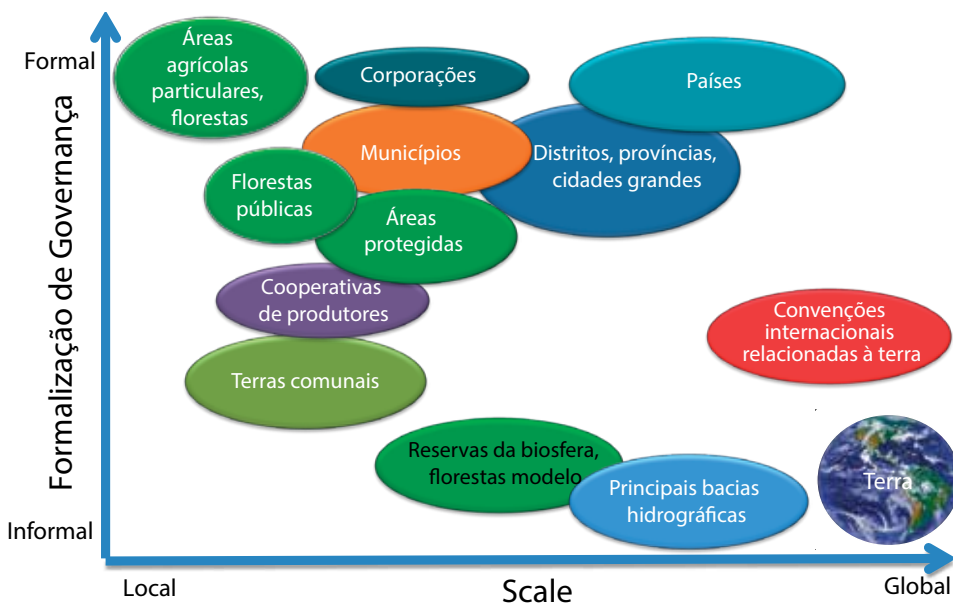 Formal
Formalização de Governança
Informal
Áreas
agrícolas
particulares,
florestas
Corporações
Países
Municípios
Distritos, províncias,
cidades grandes
Florestas
públicas
Áreas
protegidas
Cooperativas
de produtores
Convenções
internacionais
relacionadas à terra
Terras comunais
Reservas da biosfera,
florestas modelo
Principais bacias
hidrográficas
Terra
Local
Scale
Global